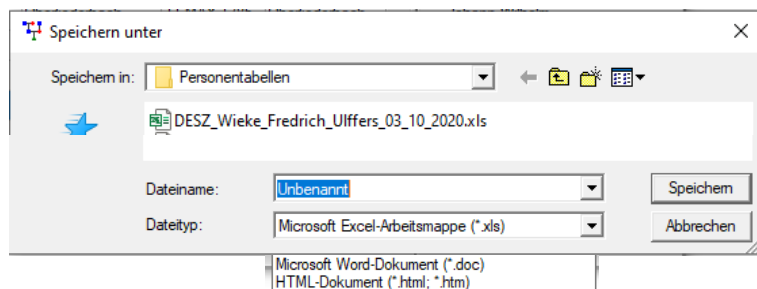 Speichern unter
Speichern in: Personentabellen
DESZ_Wieke_Fredrich_Ulffers_03_10_2020.xls
Dateiname: Unbenannt Speichern
Dateityp: Microsoft Excel-Arbeitsmappe (*.xls) Abbrechen
Microsoft Word-Dokument (*.doc)
HTML-Dokument (*.html; *.htm)